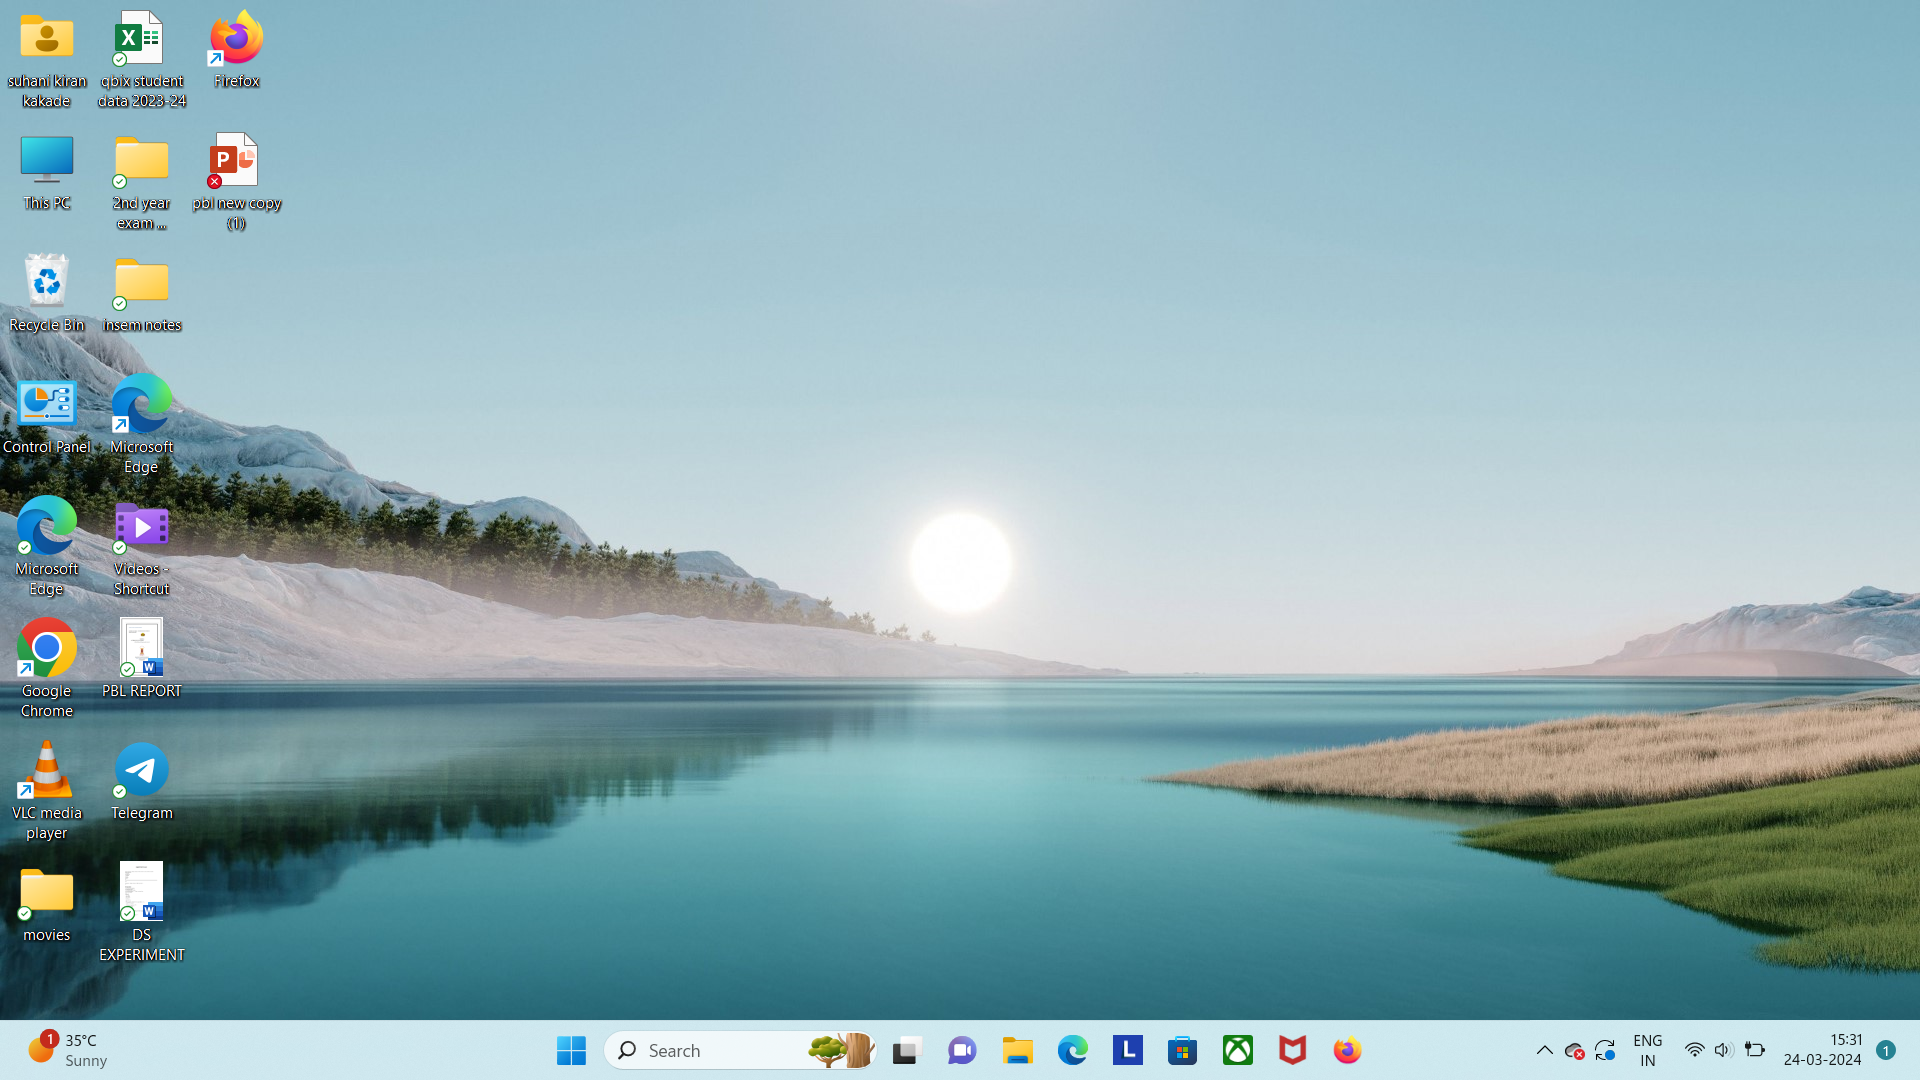 suhani kiran
kakade
qbix student
data 2023-24
Firefox
This PC
2nd year
exam ...
pbl new copy
(1)
Recycle Bin
insem notes
Control Panel
Microsoft
Edge
Microsoft
Edge
Videos -
Shortcut
Google
Chrome
PBL REPORT
VLC media
player
Telegram
movies
DS
EXPERIMENT
1
35°C
Sunny
Search
L
ENG
IN
15:31
24-03-2024
1